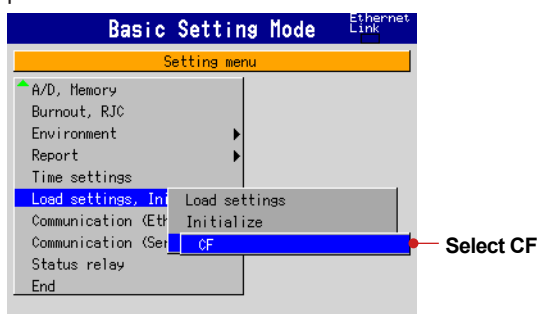 Basic Setting Mode
Ethernet
Link
Setting menu
A/D, Memory
Burnout, RJC
Environment
Report
Time settings
Load settings, Ini
Load settings
Communication (Eth
Initialize
Communication (Ser
CF
Select CF
Status relay
End